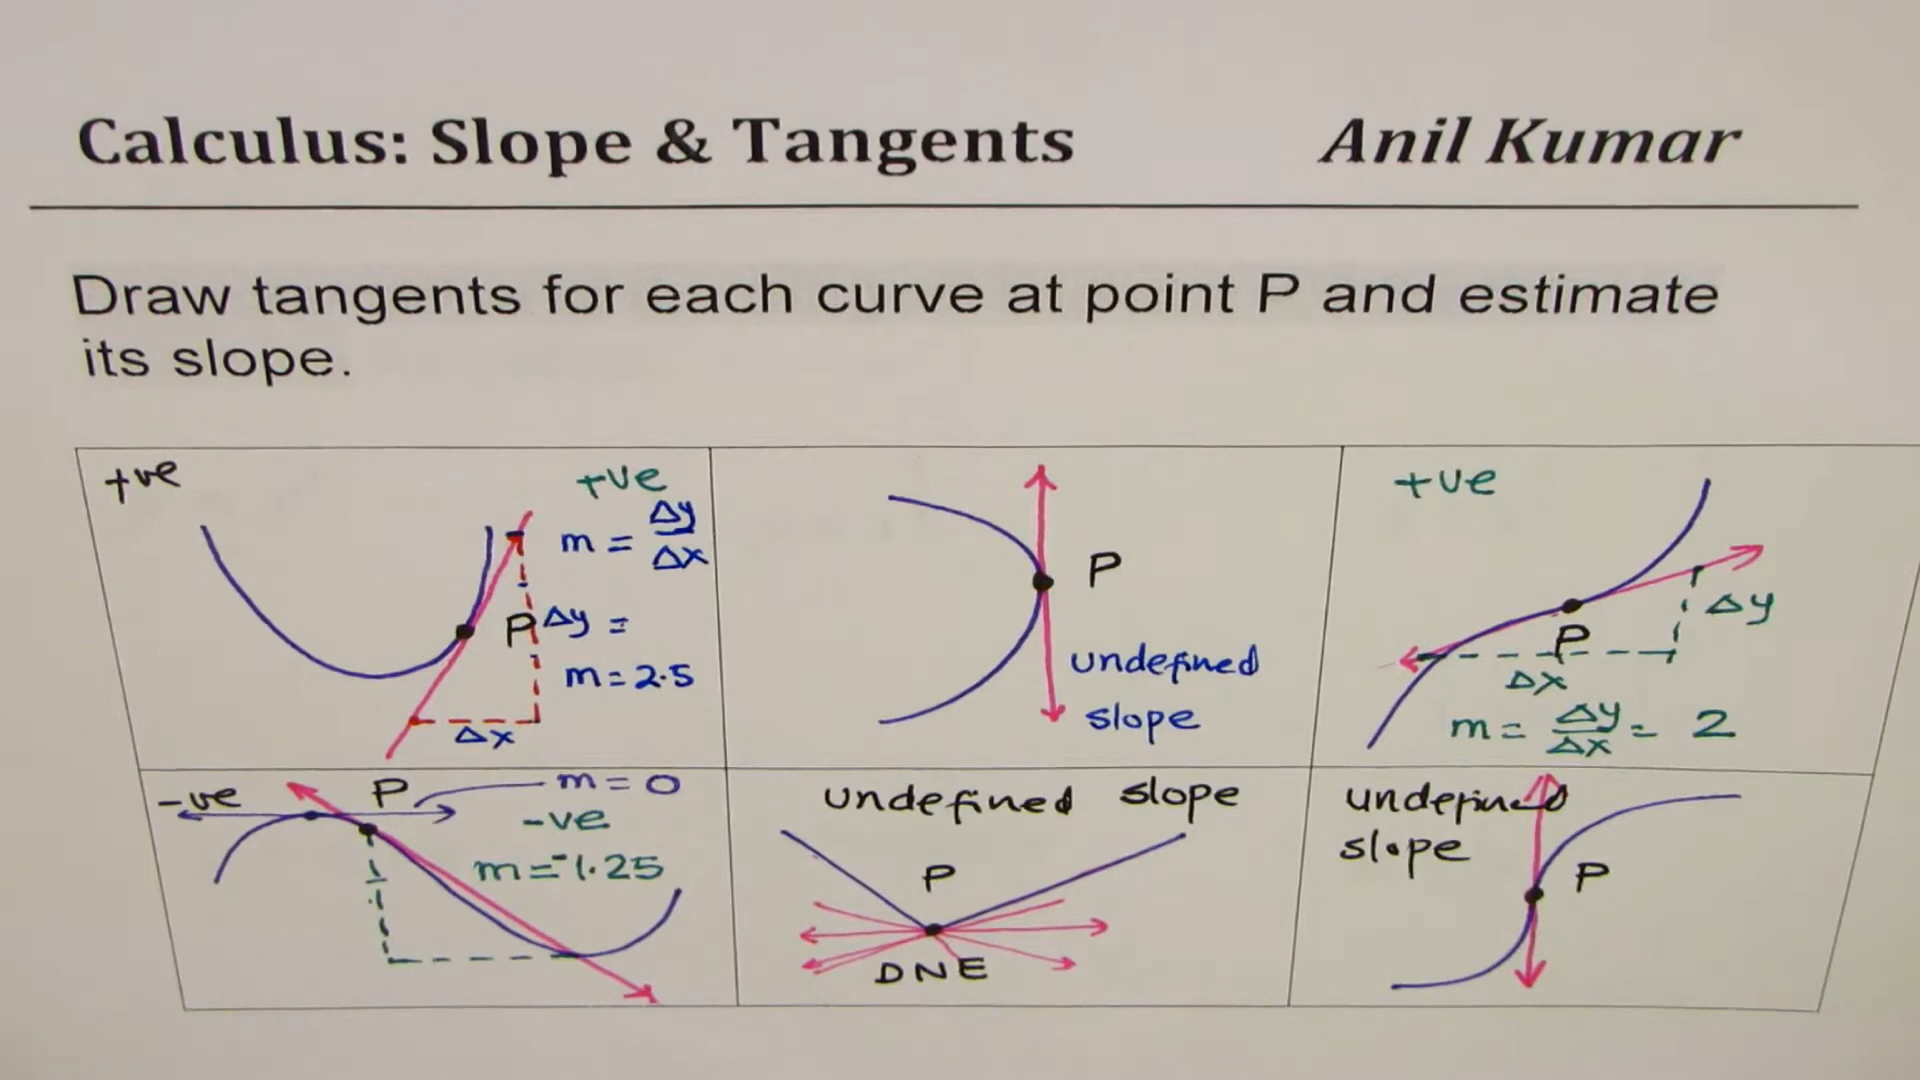 Calculus: Slope & Tangents Anil Kumar
Draw tangents for each curve at point P and estimate
its slope.
+ve
+ve
m = Δy/Δx
P Δy =
m = 2.5
Δx
P
undefined
slope
+ve
P
Δy
Δx
m = Δy/Δx = 2
-ve
P
m = 0
-ve
m = -1.25
undefined slope
P
DNE
undefined
slope
P